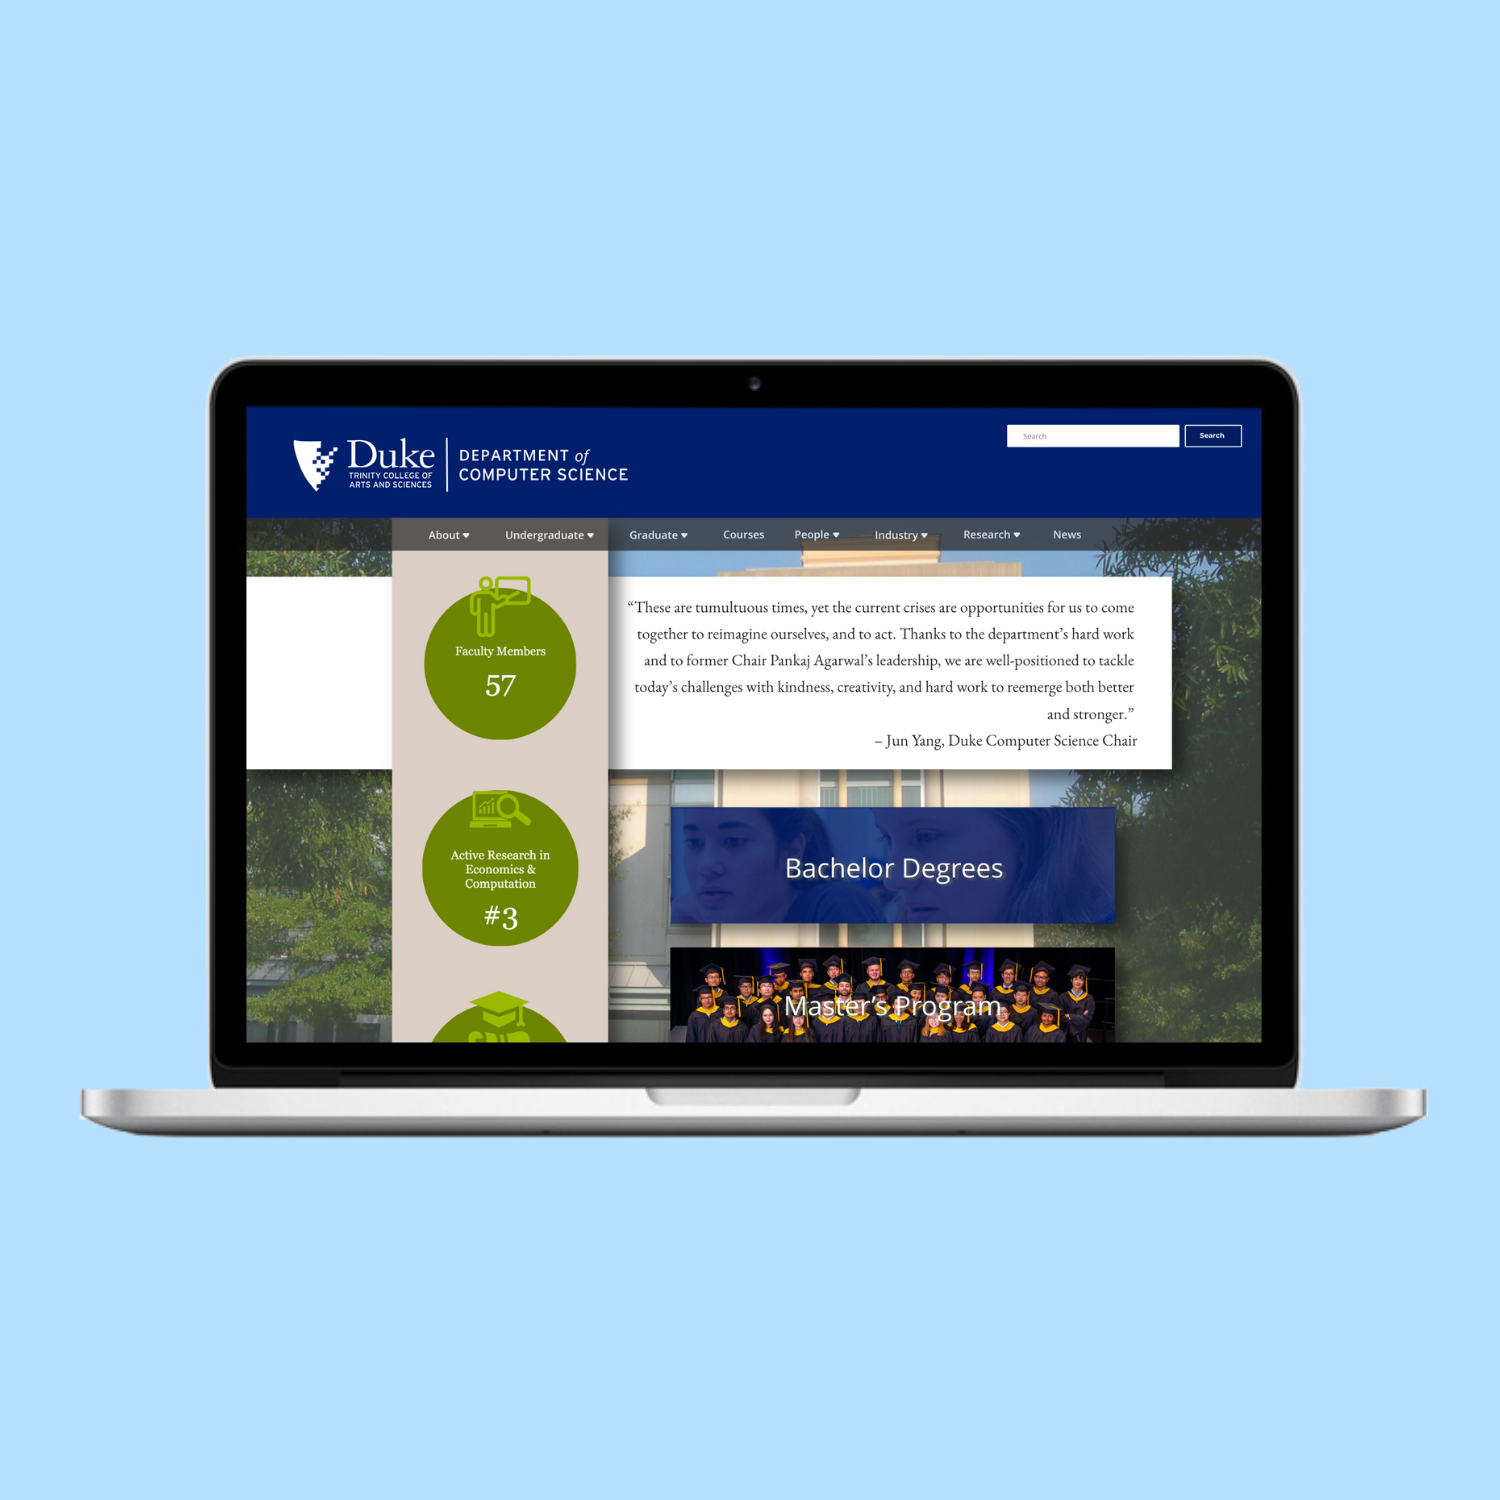 Duke
TRINITY COLLEGE OF
ARTS AND SCIENCES
DEPARTMENT of
COMPUTER SCIENCE
Search
Search
About
Undergraduate
Graduate
Courses
People
Industry
Research
News
Faculty Members
57
“These are tumultuous times, yet the current crises are opportunities for us to come
together to reimagine ourselves, and to act. Thanks to the department’s hard work
and to former Chair Pankaj Agarwal’s leadership, we are well-positioned to tackle
today’s challenges with kindness, creativity, and hard work to reemerge both better
and stronger.”
– Jun Yang, Duke Computer Science Chair
Active Research in
Economics &
Computation
#3
Bachelor Degrees
Master’s Program